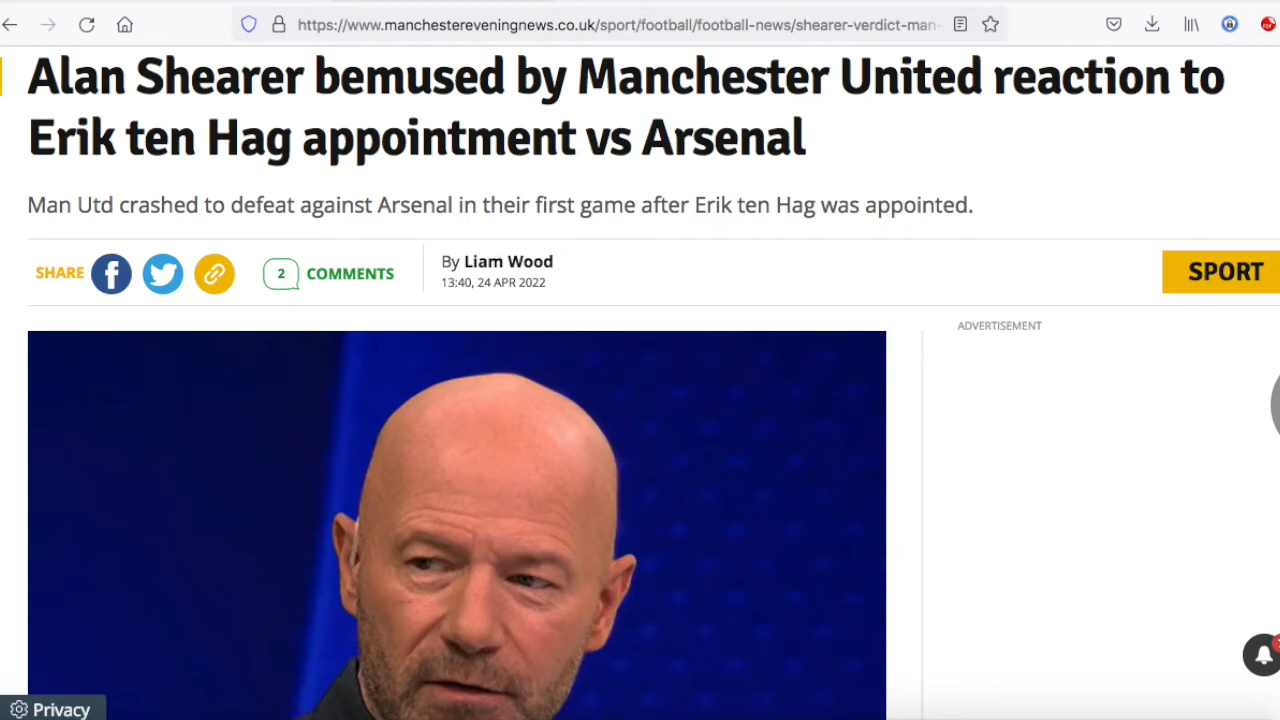 https://www.manchestereveningnews.co.uk/sport/football/football-news/shearer-verdict-man-
Alan Shearer bemused by Manchester United reaction to
Erik ten Hag appointment vs Arsenal
Man Utd crashed to defeat against Arsenal in their first game after Erik ten Hag was appointed.
SHARE
2 COMMENTS
By Liam Wood
13:40, 24 APR 2022
SPORT
ADVERTISEMENT
Privacy